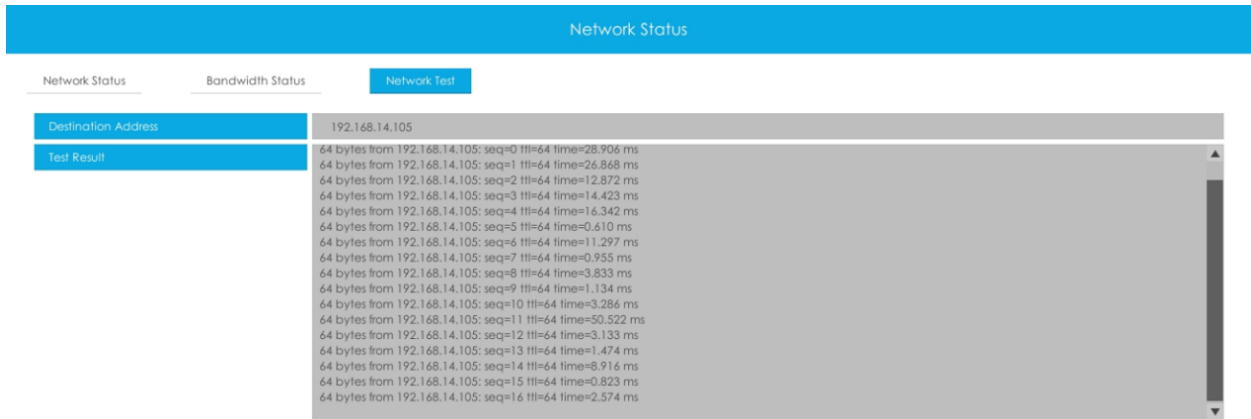 Network Status
Network Status Bandwidth Status Network Test
Destination Address 192.168.14.105
Test Result
64 bytes from 192.168.14.105: seq=0 ttl=64 time=28.906 ms
64 bytes from 192.168.14.105: seq=1 ttl=64 time=26.868 ms
64 bytes from 192.168.14.105: seq=2 ttl=64 time=12.872 ms
64 bytes from 192.168.14.105: seq=3 ttl=64 time=14.423 ms
64 bytes from 192.168.14.105: seq=4 ttl=64 time=16.342 ms
64 bytes from 192.168.14.105: seq=5 ttl=64 time=0.610 ms
64 bytes from 192.168.14.105: seq=6 ttl=64 time=11.297 ms
64 bytes from 192.168.14.105: seq=7 ttl=64 time=0.955 ms
64 bytes from 192.168.14.105: seq=8 ttl=64 time=3.833 ms
64 bytes from 192.168.14.105: seq=9 ttl=64 time=1.134 ms
64 bytes from 192.168.14.105: seq=10 ttl=64 time=3.286 ms
64 bytes from 192.168.14.105: seq=11 ttl=64 time=50.522 ms
64 bytes from 192.168.14.105: seq=12 ttl=64 time=3.133 ms
64 bytes from 192.168.14.105: seq=13 ttl=64 time=1.474 ms
64 bytes from 192.168.14.105: seq=14 ttl=64 time=8.916 ms
64 bytes from 192.168.14.105: seq=15 ttl=64 time=0.823 ms
64 bytes from 192.168.14.105: seq=16 ttl=64 time=2.574 ms